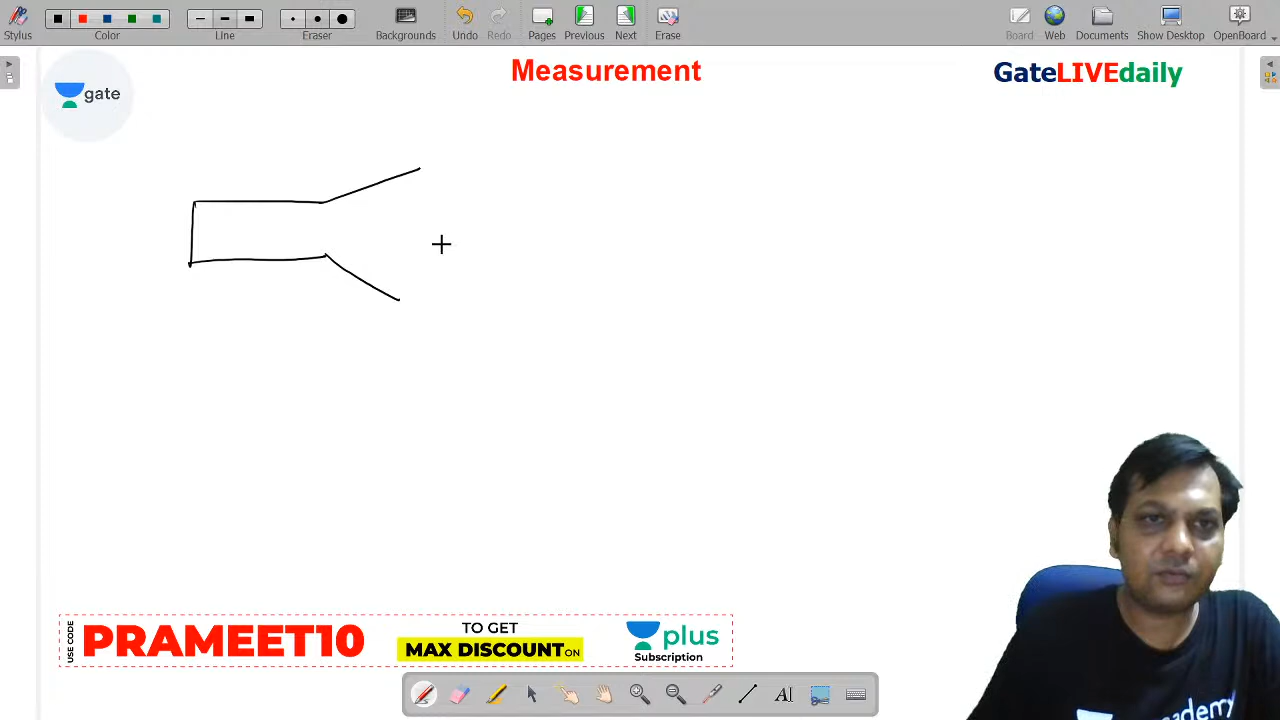 Stylus
Color
Line
Eraser
Backgrounds
Undo
Redo
Pages
Previous
Next
Erase
Board
Web
Documents
Show Desktop
OpenBoard
gate
Measurement
GateLIVEdaily
USE CODE
PRAMEET10
TO GET
MAX DISCOUNT ON
plus
Subscription
academy